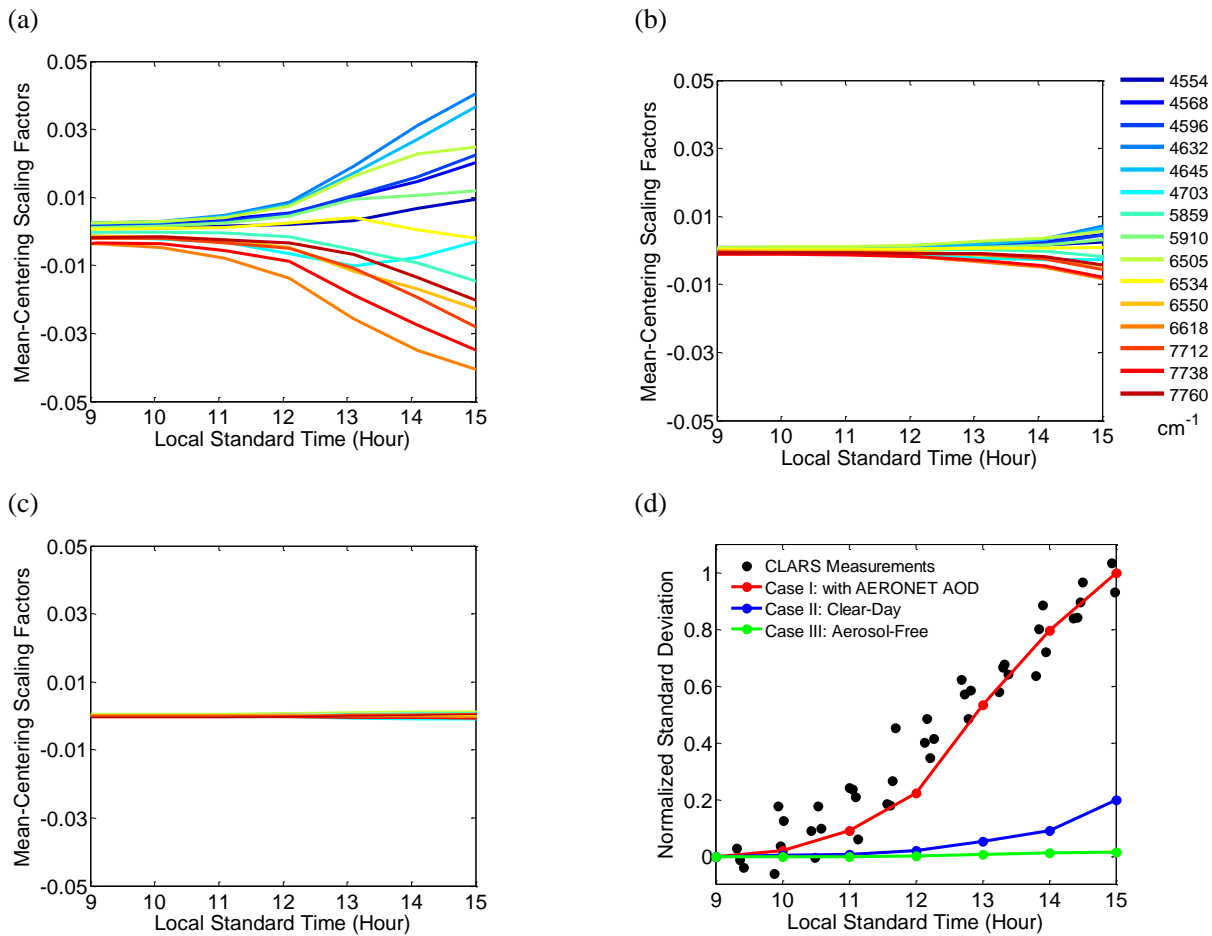 (a)
0.05
0.03
0.01
-0.01
-0.03
-0.05
9 10 11 12 13 14 15
Mean-Centering Scaling Factors
Local Standard Time (Hour)
(b)
0.05
0.03
0.01
-0.01
-0.03
-0.05
9 10 11 12 13 14 15
Mean-Centering Scaling Factors
Local Standard Time (Hour)
4554
4568
4596
4632
4645
4703
5859
5910
6505
6534
6550
6618
7712
7738
7760
cm-1
(c)
0.05
0.03
0.01
-0.01
-0.03
-0.05
9 10 11 12 13 14 15
Mean-Centering Scaling Factors
Local Standard Time (Hour)
(d)
1
0.8
0.6
0.4
0.2
0
9 10 11 12 13 14 15
Normalized Standard Deviation
Local Standard Time (Hour)
CLARS Measurements
Case I: with AERONET AOD
Case II: Clear-Day
Case III: Aerosol-Free